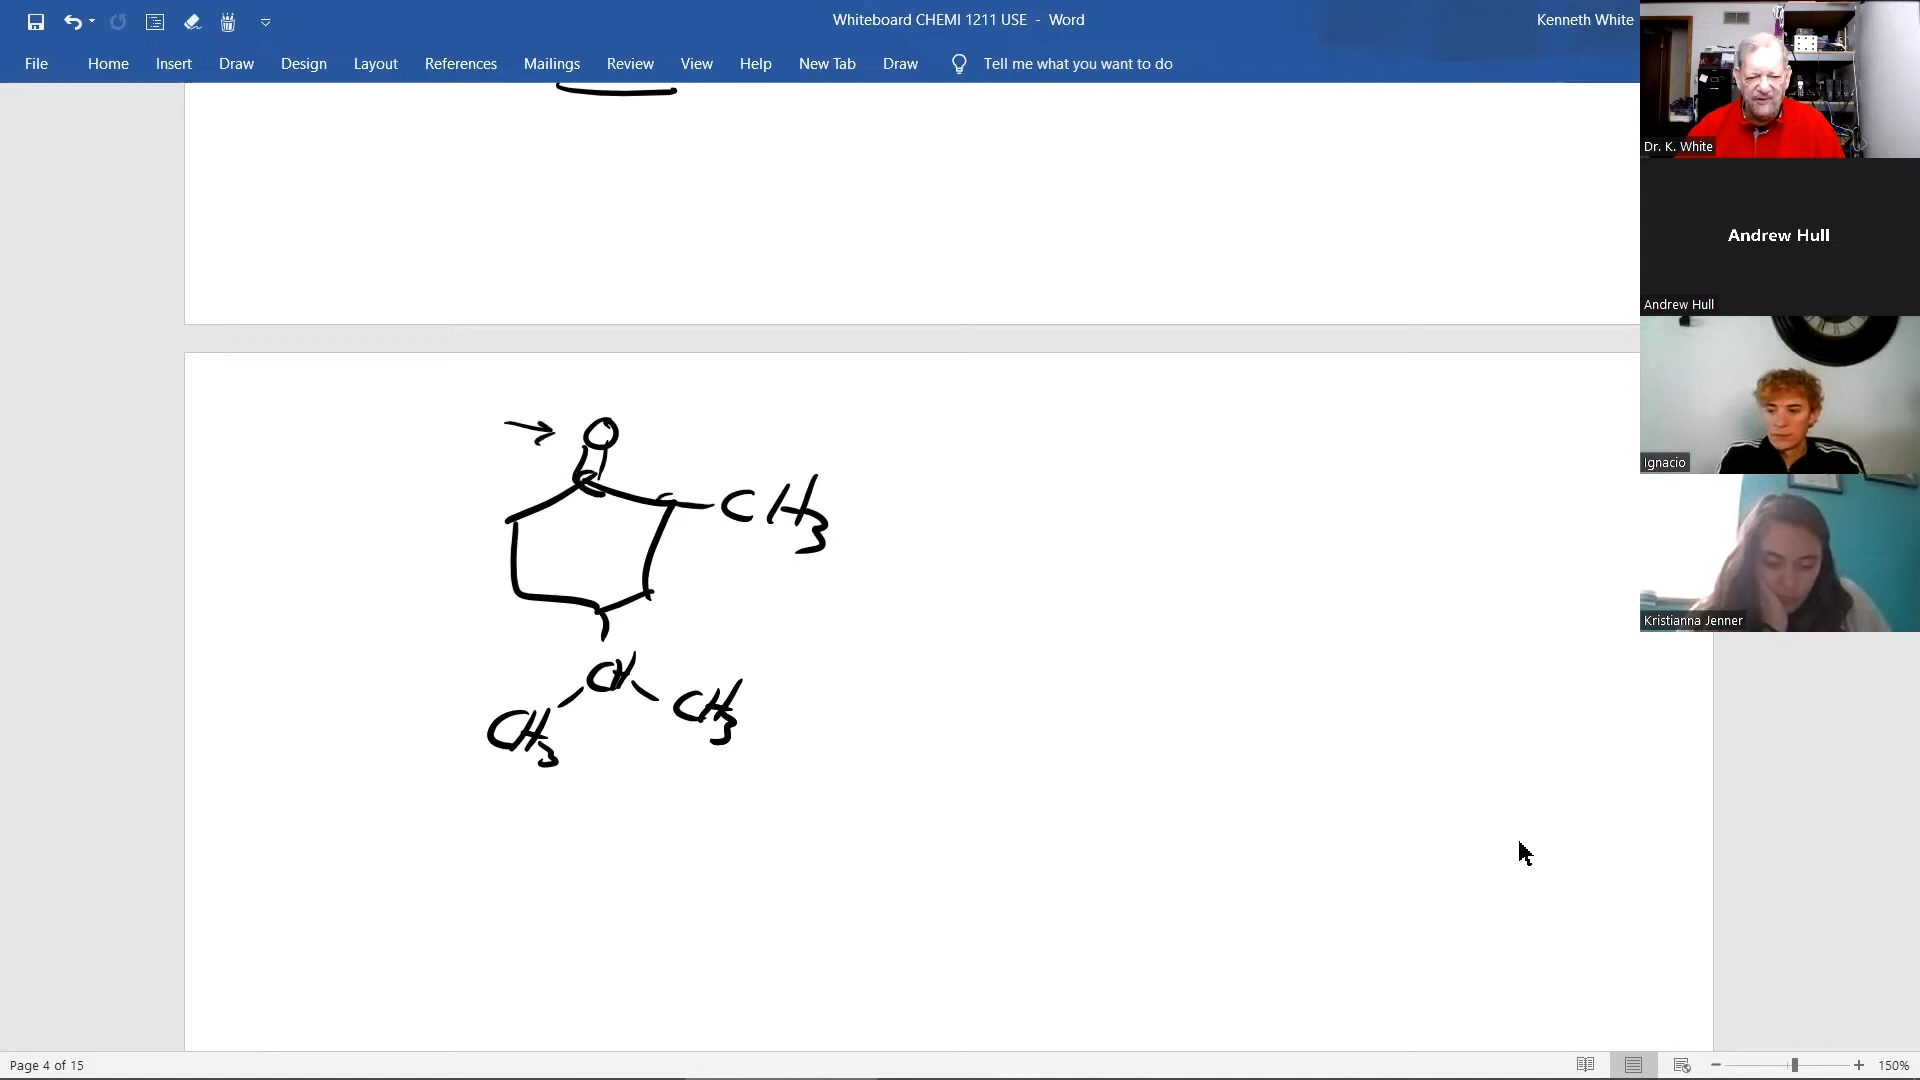 Whiteboard CHEMI 1211 USE - Word
Kenneth White
File Home Insert Draw Design Layout References Mailings Review View Help New Tab Draw Tell me what you want to do
Dr. K. White
Andrew Hull
Andrew Hull
Ignacio
Kristianna Jenner
O
CH3
CH
CH3
CH3
Page 4 of 15
150%